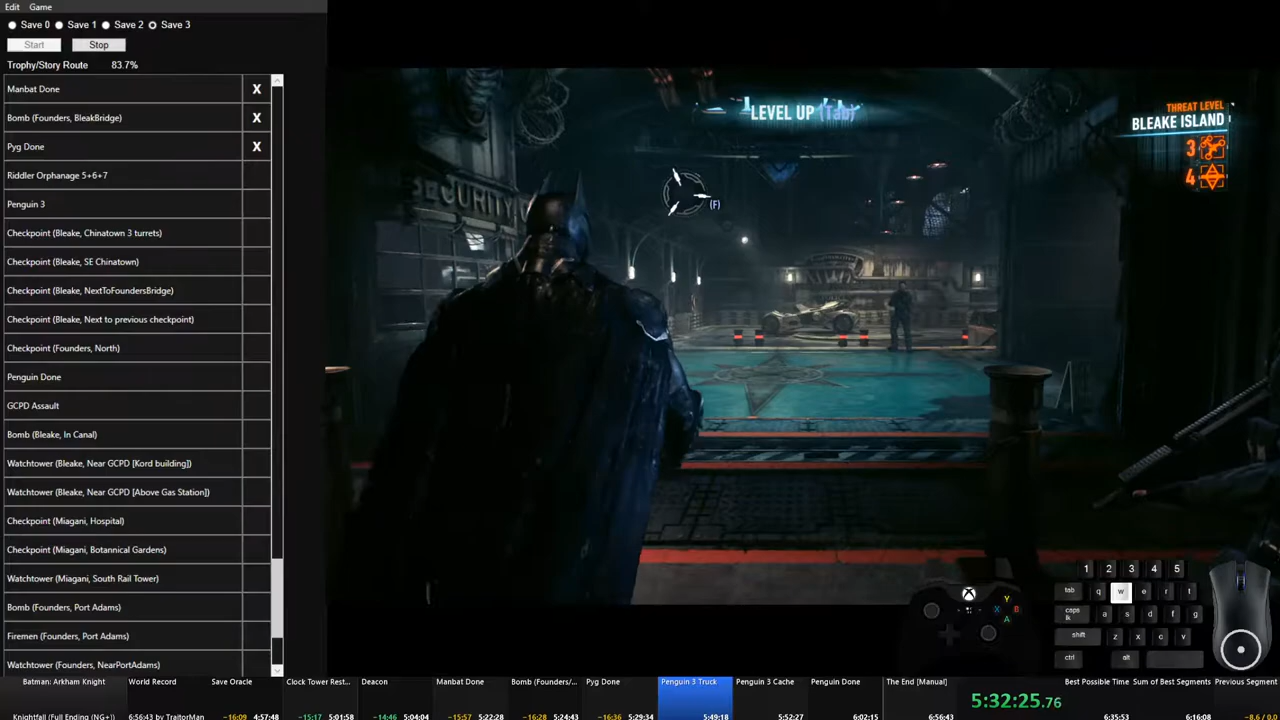 Edit Game
Save 0 Save 1 Save 2 Save 3
Start Stop
Trophy/Story Route 83.7%
Manbat Done X
Bomb (Founders, BleakBridge) X
Pyg Done X
Riddler Orphanage 5+6+7
Penguin 3
Checkpoint (Bleake, Chinatown 3 turrets)
Checkpoint (Bleake, SE Chinatown)
Checkpoint (Bleake, NextToFoundersBridge)
Checkpoint (Bleake, Next to previous checkpoint)
Checkpoint (Founders, North)
Penguin Done
GCPD Assault
Bomb (Bleake, In Canal)
Watchtower (Bleake, Near GCPD [Kord building])
Watchtower (Bleake, Near GCPD [Above Gas Station])
Checkpoint (Miagani, Hospital)
Checkpoint (Miagani, Botannical Gardens)
Watchtower (Miagani, South Rail Tower)
Bomb (Founders, Port Adams)
Firemen (Founders, Port Adams)
Watchtower (Founders, NearPortAdams)
LEVEL UP (Tab)
(F)
SECURITY
THREAT LEVEL
BLEAKE ISLAND
3
4
Y
X B
A
1 2 3 4 5
tab q w e r t
caps lk a s d f g
shift z x c v
ctrl alt
Batman: Arkham Knight World Record Save Oracle Clock Tower Rest... Deacon Manbat Done Bomb (Founders/... Pyg Done Penguin 3 Truck Penguin 3 Cache Penguin Done The End [Manual] 5:32:25.76 Best Possible Time Sum of Best Segments Previous Segment
Knightfall (Full Ending (NG+)) 6:56:43 by TraitorMan -16:09 4:57:48 -15:17 5:01:58 -14:46 5:04:04 -15:57 5:22:28 -16:28 5:24:43 -16:36 5:29:34 5:49:18 5:52:27 6:02:15 6:56:43 6:35:53 6:16:08 -8.6 / 0.0